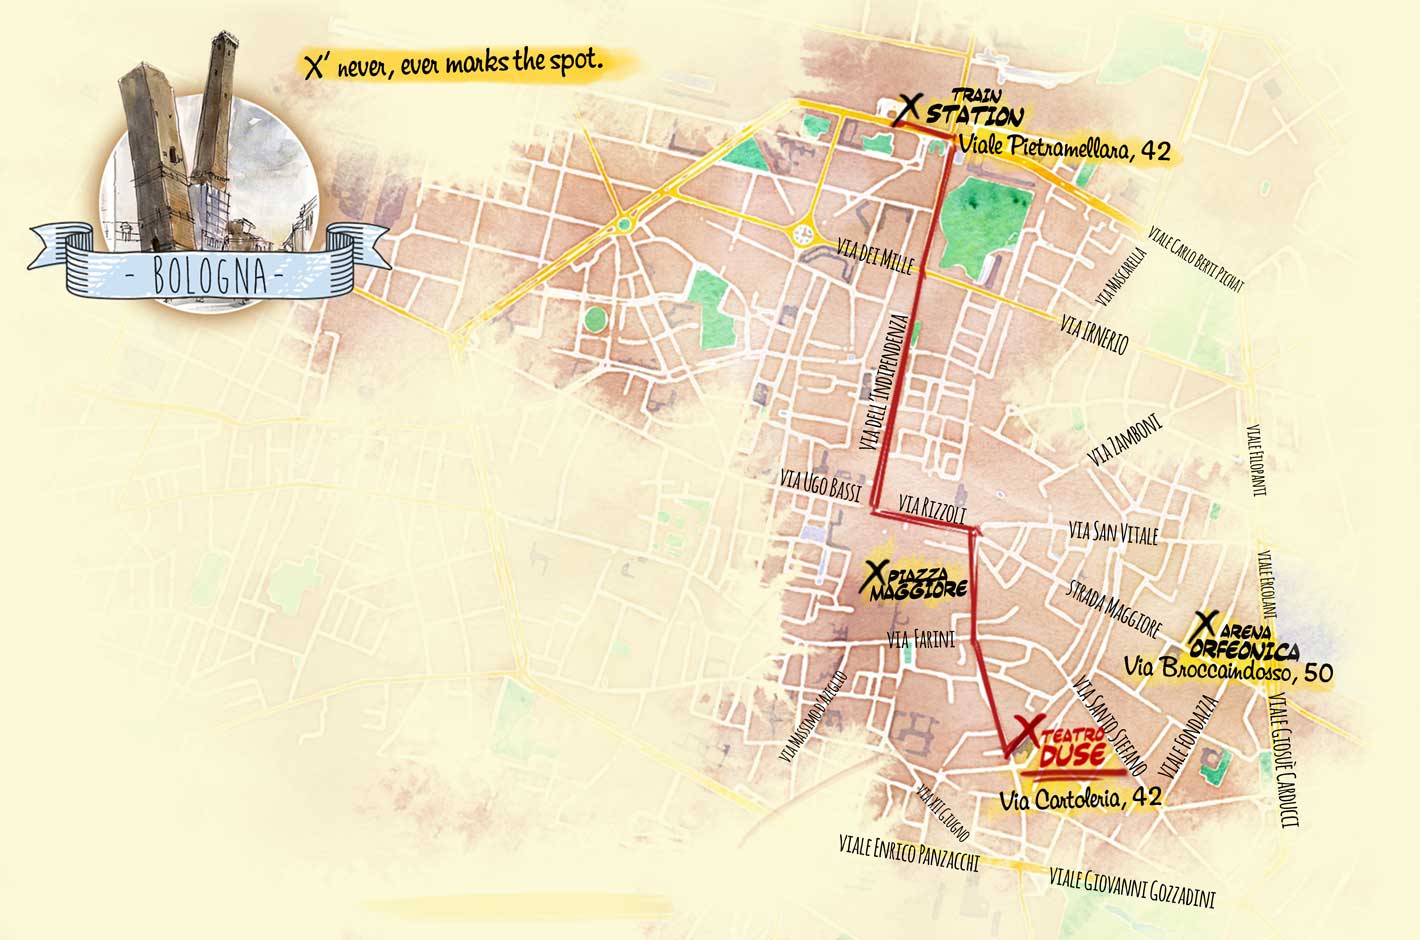 X' never, ever marks the spot.
- BOLOGNA -
X TRAIN
STATION
Viale Pietramellara, 42
VIA DEI MILLE
VIALE CARLO BERTI PICHAT
VIA MASCARELLA
VIA IRNERIO
VIA DELL'INDIPENDENZA
VIA ZAMBONI
VIALE FILOPANTI
VIA UGO BASSI
VIA RIZZOLI
VIA SAN VITALE
X PIAZZA
MAGGIORE
STRADA MAGGIORE
VIALE ERCOLANI
X ARENA
ORFEONICA
Via Broccaindosso, 50
VIA FARINI
VIA MASSIMO D'AZEGLIO
VIA SANTO STEFANO
VIALE FONDAZZA
VIALE GIOSUÈ CARDUCCI
X TEATRO
DUSE
Via Cartoleria, 42
VIA XII GIUGNO
VIALE ENRICO PANZACCHI
VIALE GIOVANNI GOZZADINI